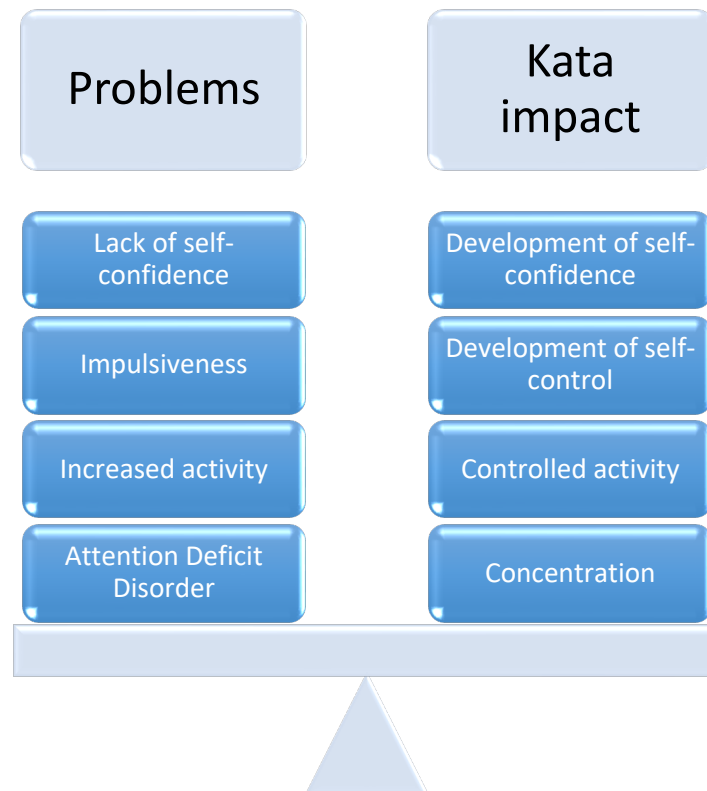 Problems
Kata
impact
Lack of self-
confidence
Development of self-
confidence
Impulsiveness
Development of self-
control
Increased activity
Controlled activity
Attention Deficit
Disorder
Concentration